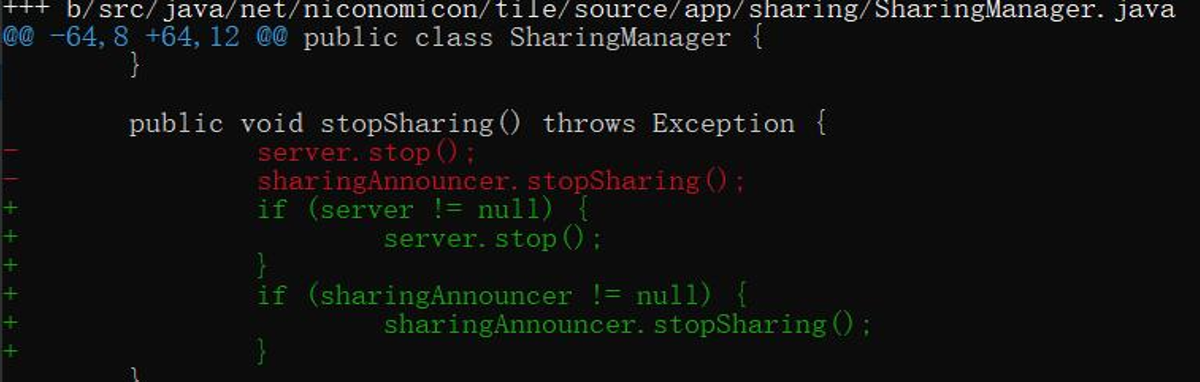 +++ b/src/java/net/niconomicon/tile/source/app/sharing/SharingManager.java
@@ -64,8 +64,12 @@ public class SharingManager {
        }

        public void stopSharing() throws Exception {
-               server.stop();
-               sharingAnnouncer.stopSharing();
+               if (server != null) {
+                       server.stop();
+               }
+               if (sharingAnnouncer != null) {
+                       sharingAnnouncer.stopSharing();
+               }
        }